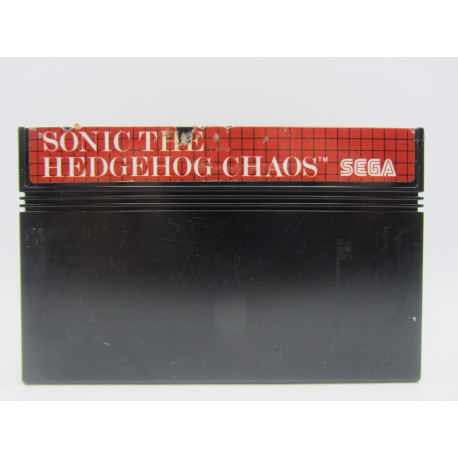 SONIC THE
HEDGEHOG CHAOS™ SEGA